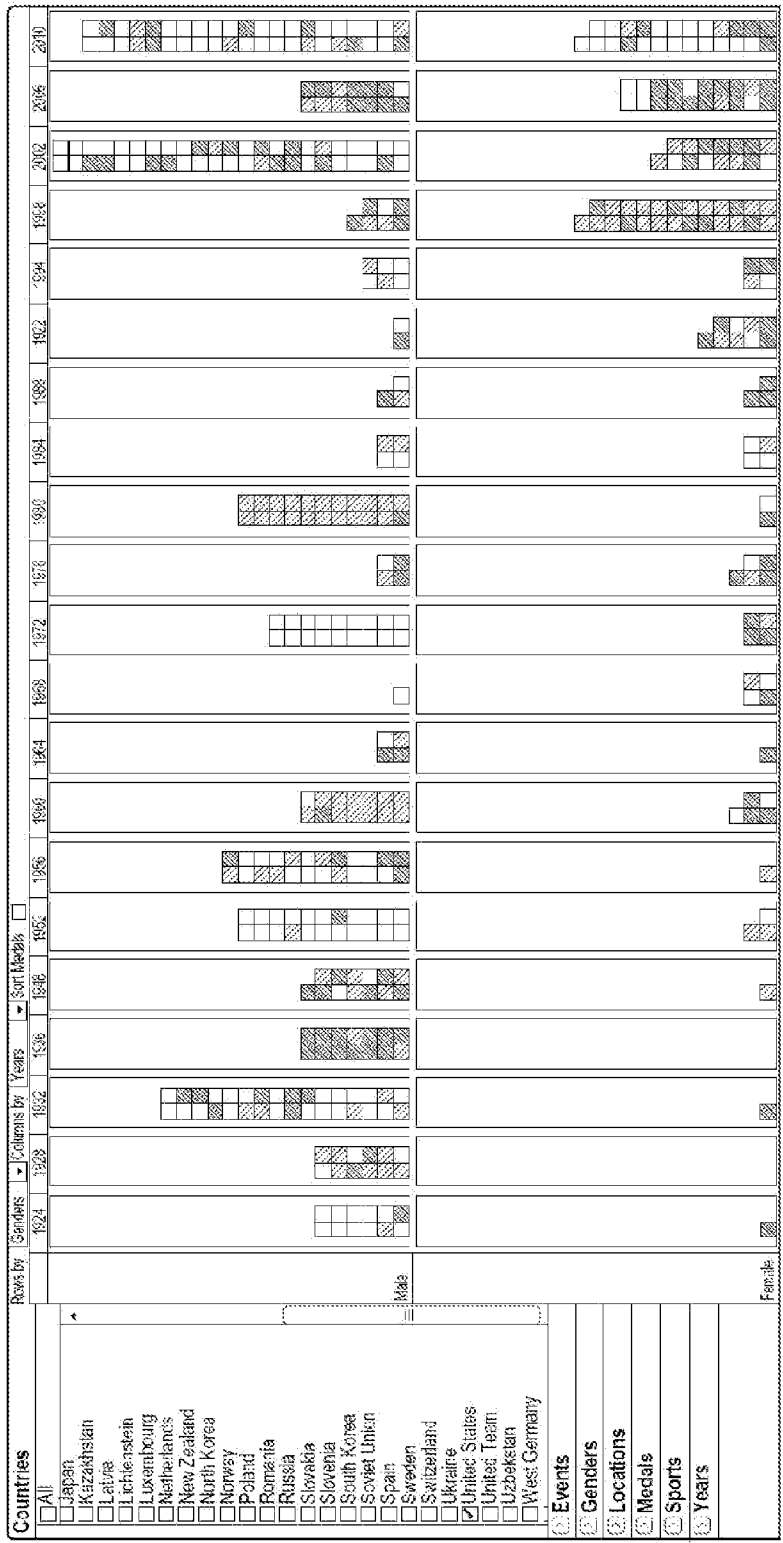 Countries
All
Japan
Kazakhstan
Latvia
Lichtenstein
Luxembourg
Netherlands
New Zealand
North Korea
Norway
Poland
Romania
Russia
Slovakia
Slovenia
South Korea
Soviet Union
Spain
Sweden
Switzerland
Ukraine
United States
United Team
Uzbekistan
West Germany
Events
Genders
Locations
Medals
Sports
Years
Rows by Genders Columns by Years Sort Medals
1924 1928 1932 1936 1948 1952 1956 1960 1964 1968 1972 1976 1980 1984 1988 1922 1994 1998 2002 2006 2010
Male
Female